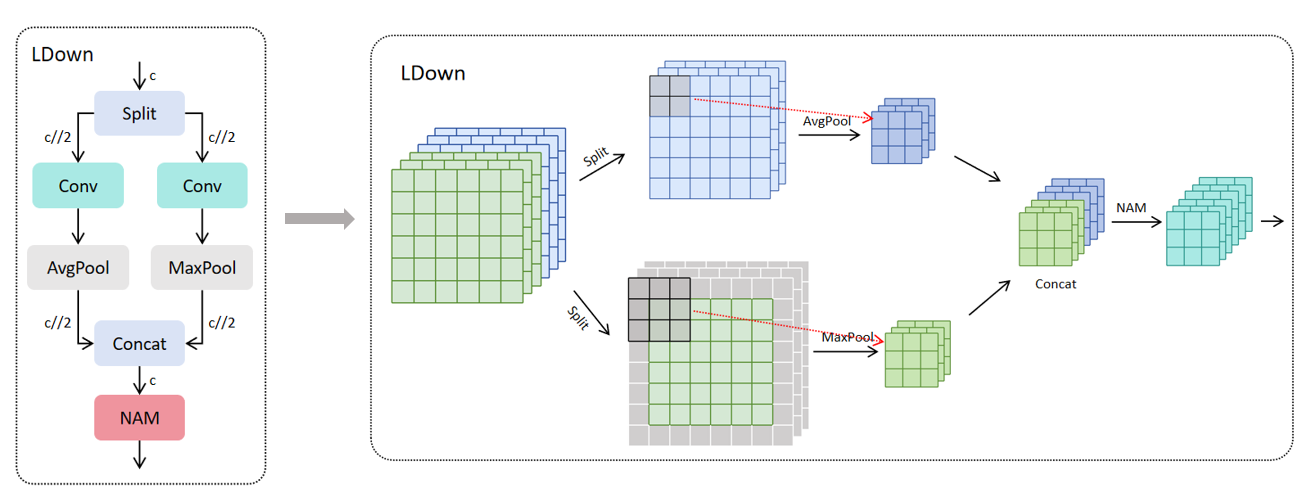 LDown
c
Split
c//2
c//2
Conv
Conv
AvgPool
MaxPool
c//2
c//2
Concat
c
NAM
LDown
Split
AvgPool
Split
MaxPool
Concat
NAM